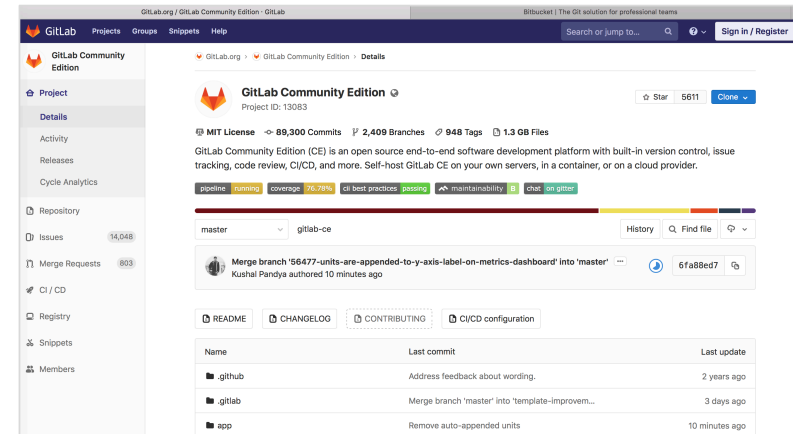 GitLab.org / GitLab Community Edition · GitLab
Bitbucket | The Git solution for professional teams
GitLab Projects Groups Snippets Help Search or jump to... Sign in / Register
GitLab Community Edition
Project
Details
Activity
Releases
Cycle Analytics
Repository
Issues 14,048
Merge Requests 803
CI / CD
Registry
Snippets
Members
GitLab.org › GitLab Community Edition › Details
GitLab Community Edition
Project ID: 13083
Star 5611 Clone
MIT License 89,300 Commits 2,409 Branches 948 Tags 1.3 GB Files
GitLab Community Edition (CE) is an open source end-to-end software development platform with built-in version control, issue
tracking, code review, CI/CD, and more. Self-host GitLab CE on your own servers, in a container, or on a cloud provider.
pipeline running coverage 76.78% cii best practices passing maintainability B chat on gitter
master gitlab-ce History Find file
Merge branch '56477-units-are-appended-to-y-axis-label-on-metrics-dashboard' into 'master' ...
Kushal Pandya authored 10 minutes ago
6fa88ed7
README CHANGELOG CONTRIBUTING CI/CD configuration
Name Last commit Last update
.github Address feedback about wording. 2 years ago
.gitlab Merge branch 'master' into 'template-improvem... 3 days ago
app Remove auto-appended units 10 minutes ago